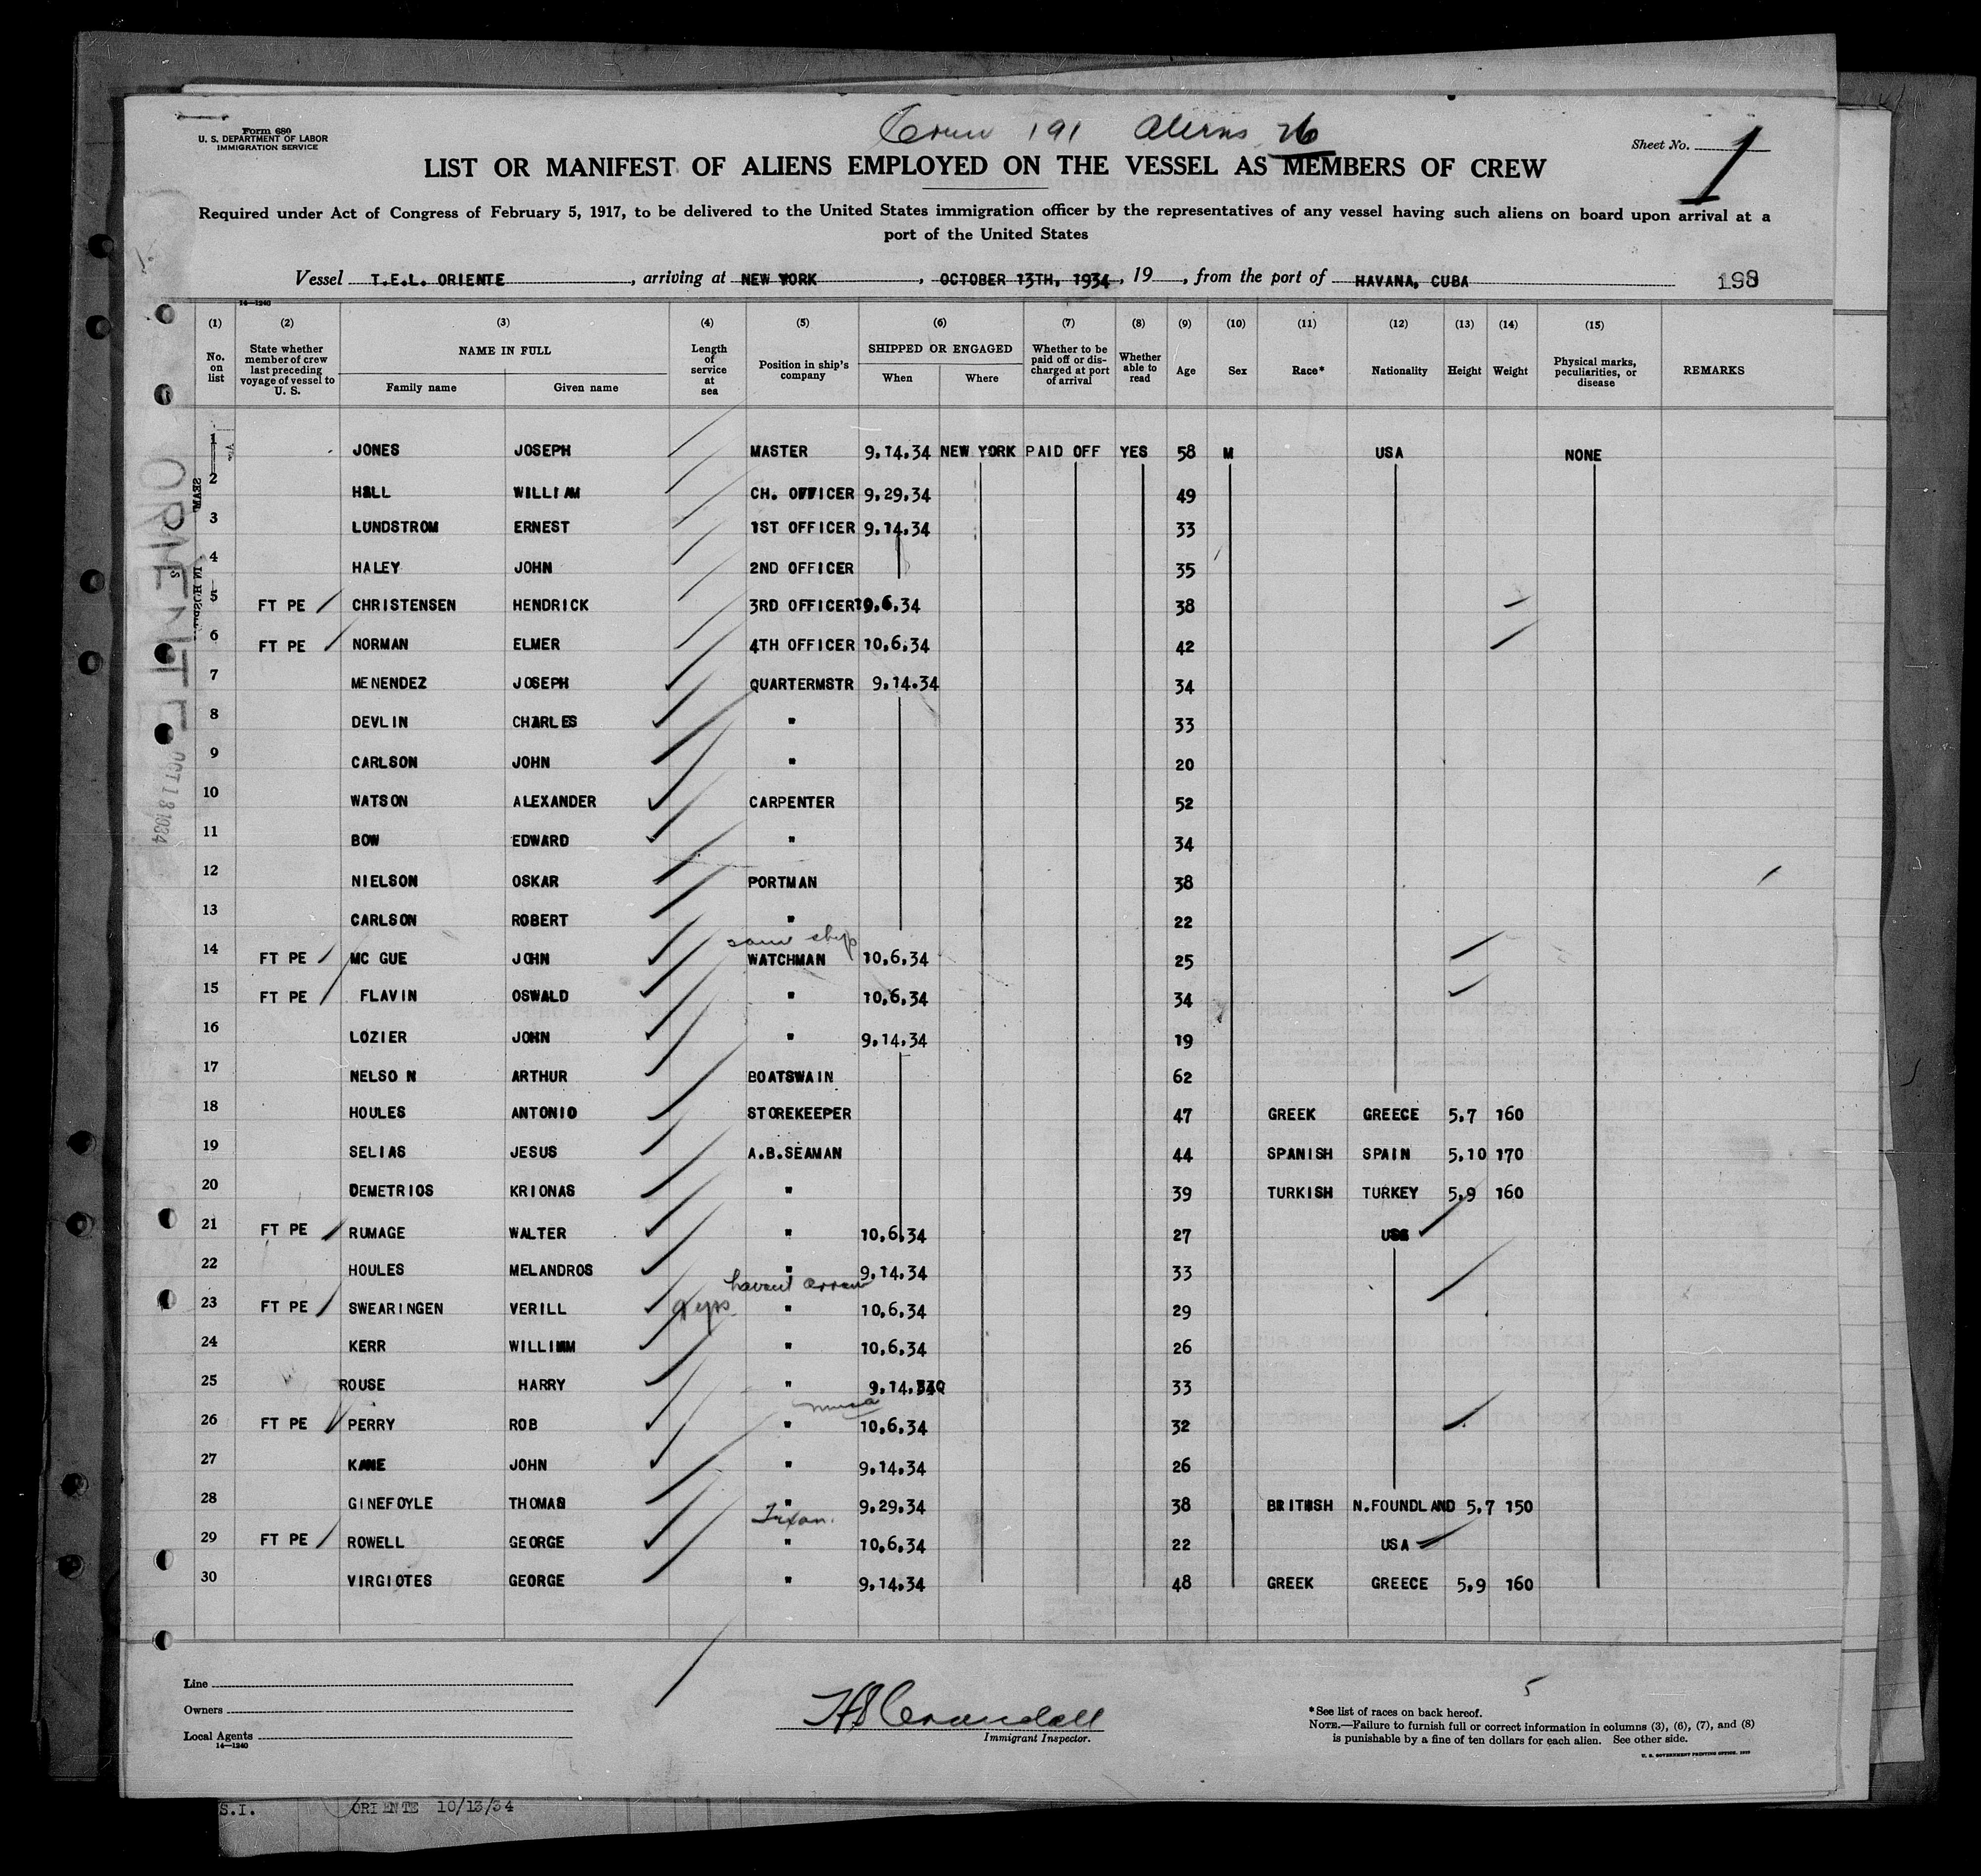 Form 680
U. S. DEPARTMENT OF LABOR
IMMIGRATION SERVICE
Crew 191 Aliens 26
Sheet No. 1
LIST OR MANIFEST OF ALIENS EMPLOYED ON THE VESSEL AS MEMBERS OF CREW
Required under Act of Congress of February 5, 1917, to be delivered to the United States immigration officer by the representatives of any vessel having such aliens on board upon arrival at a
port of the United States
Vessel T.E.L. ORIENTE, arriving at NEW YORK, OCTOBER 13TH, 1934, 19, from the port of HAVANA, CUBA 198
14—1240
(1) (2) (3) (4) (5) (6) (7) (8) (9) (10) (11) (12) (13) (14) (15)
No. on list State whether member of crew last preceding voyage of vessel to U. S. NAME IN FULL Family name Given name Length of service at sea Position in ship's company SHIPPED OR ENGAGED When Where Whether to be paid off or discharged at port of arrival Whether able to read Age Sex Race* Nationality Height Weight Physical marks, peculiarities, or disease REMARKS
1 JONES JOSEPH MASTER 9.14.34 NEW YORK PAID OFF YES 58 M USA NONE
2 HALL WILLIAM CH. OFFICER 9.29.34 49
3 LUNDSTROM ERNEST 1ST OFFICER 9.14.34 33
4 HALEY JOHN 2ND OFFICER 35
5 FT PE CHRISTENSEN HENDRICK 3RD OFFICER 10.6.34 38
6 FT PE NORMAN ELMER 4TH OFFICER 10.6.34 42
7 MENENDEZ JOSEPH QUARTERMSTR 9.14.34 34
8 DEVLIN CHARLES " 33
9 CARLSON JOHN " 20
10 WATSON ALEXANDER CARPENTER 52
11 BOW EDWARD " 34
12 NIELSON OSKAR PORTMAN 38
13 CARLSON ROBERT " 22
same ship
14 FT PE MC GUE JOHN WATCHMAN 10.6.34 25
15 FT PE FLAVIN OSWALD " 10.6.34 34
16 LOZIER JOHN " 9.14.34 19
17 NELSO N ARTHUR BOATSWAIN 62
18 HOULES ANTONIO STOREKEEPER 47 GREEK GREECE 5.7 160
19 SELIAS JESUS A.B.SEAMAN 44 SPANISH SPAIN 5.10 170
20 DEMETRIOS KRIONAS " 39 TURKISH TURKEY 5.9 160
21 FT PE RUMAGE WALTER " 10.6.34 27 USA
22 HOULES MELANDROS " 9.14.34 33
23 FT PE SWEARINGEN VERILL " 10.6.34 29
24 KERR WILLIAM " 10.6.34 26
25 ROUSE HARRY " 9.14.34 33
26 FT PE PERRY ROB " 10.6.34 32
27 KANE JOHN " 9.14.34 26
28 GINEFOYLE THOMAS " 9.29.34 38 BRITISH N.FOUNDLAND 5.7 150
29 FT PE ROWELL GEORGE " 10.6.34 22 USA
30 VIRGIOTES GEORGE " 9.14.34 48 GREEK GREECE 5.9 160
ORIENTE
OCT 13 1934
Line
Owners
Local Agents
14—1240
Immigrant Inspector.
5
*See list of races on back hereof.
NOTE.—Failure to furnish full or correct information in columns (3), (6), (7), and (8)
is punishable by a fine of ten dollars for each alien. See other side.
U. S. GOVERNMENT PRINTING OFFICE
S.I. ORIENTE 10/13/34